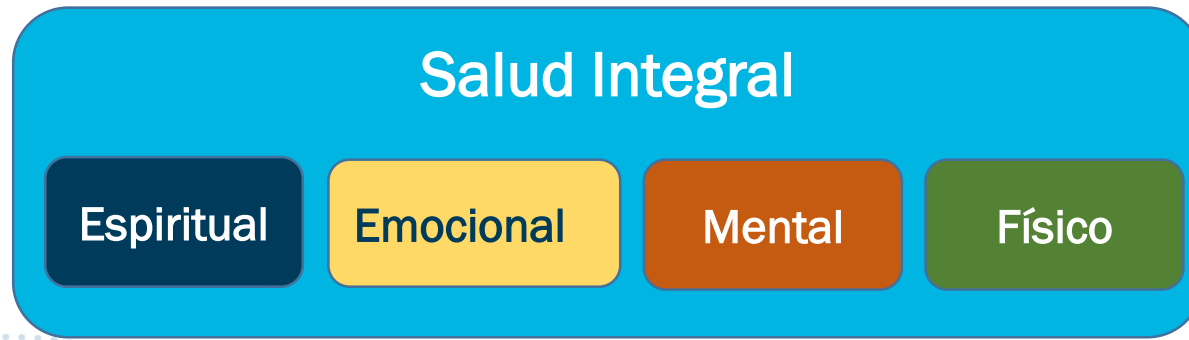 Salud Integral
Espiritual
Emocional
Mental
Físico